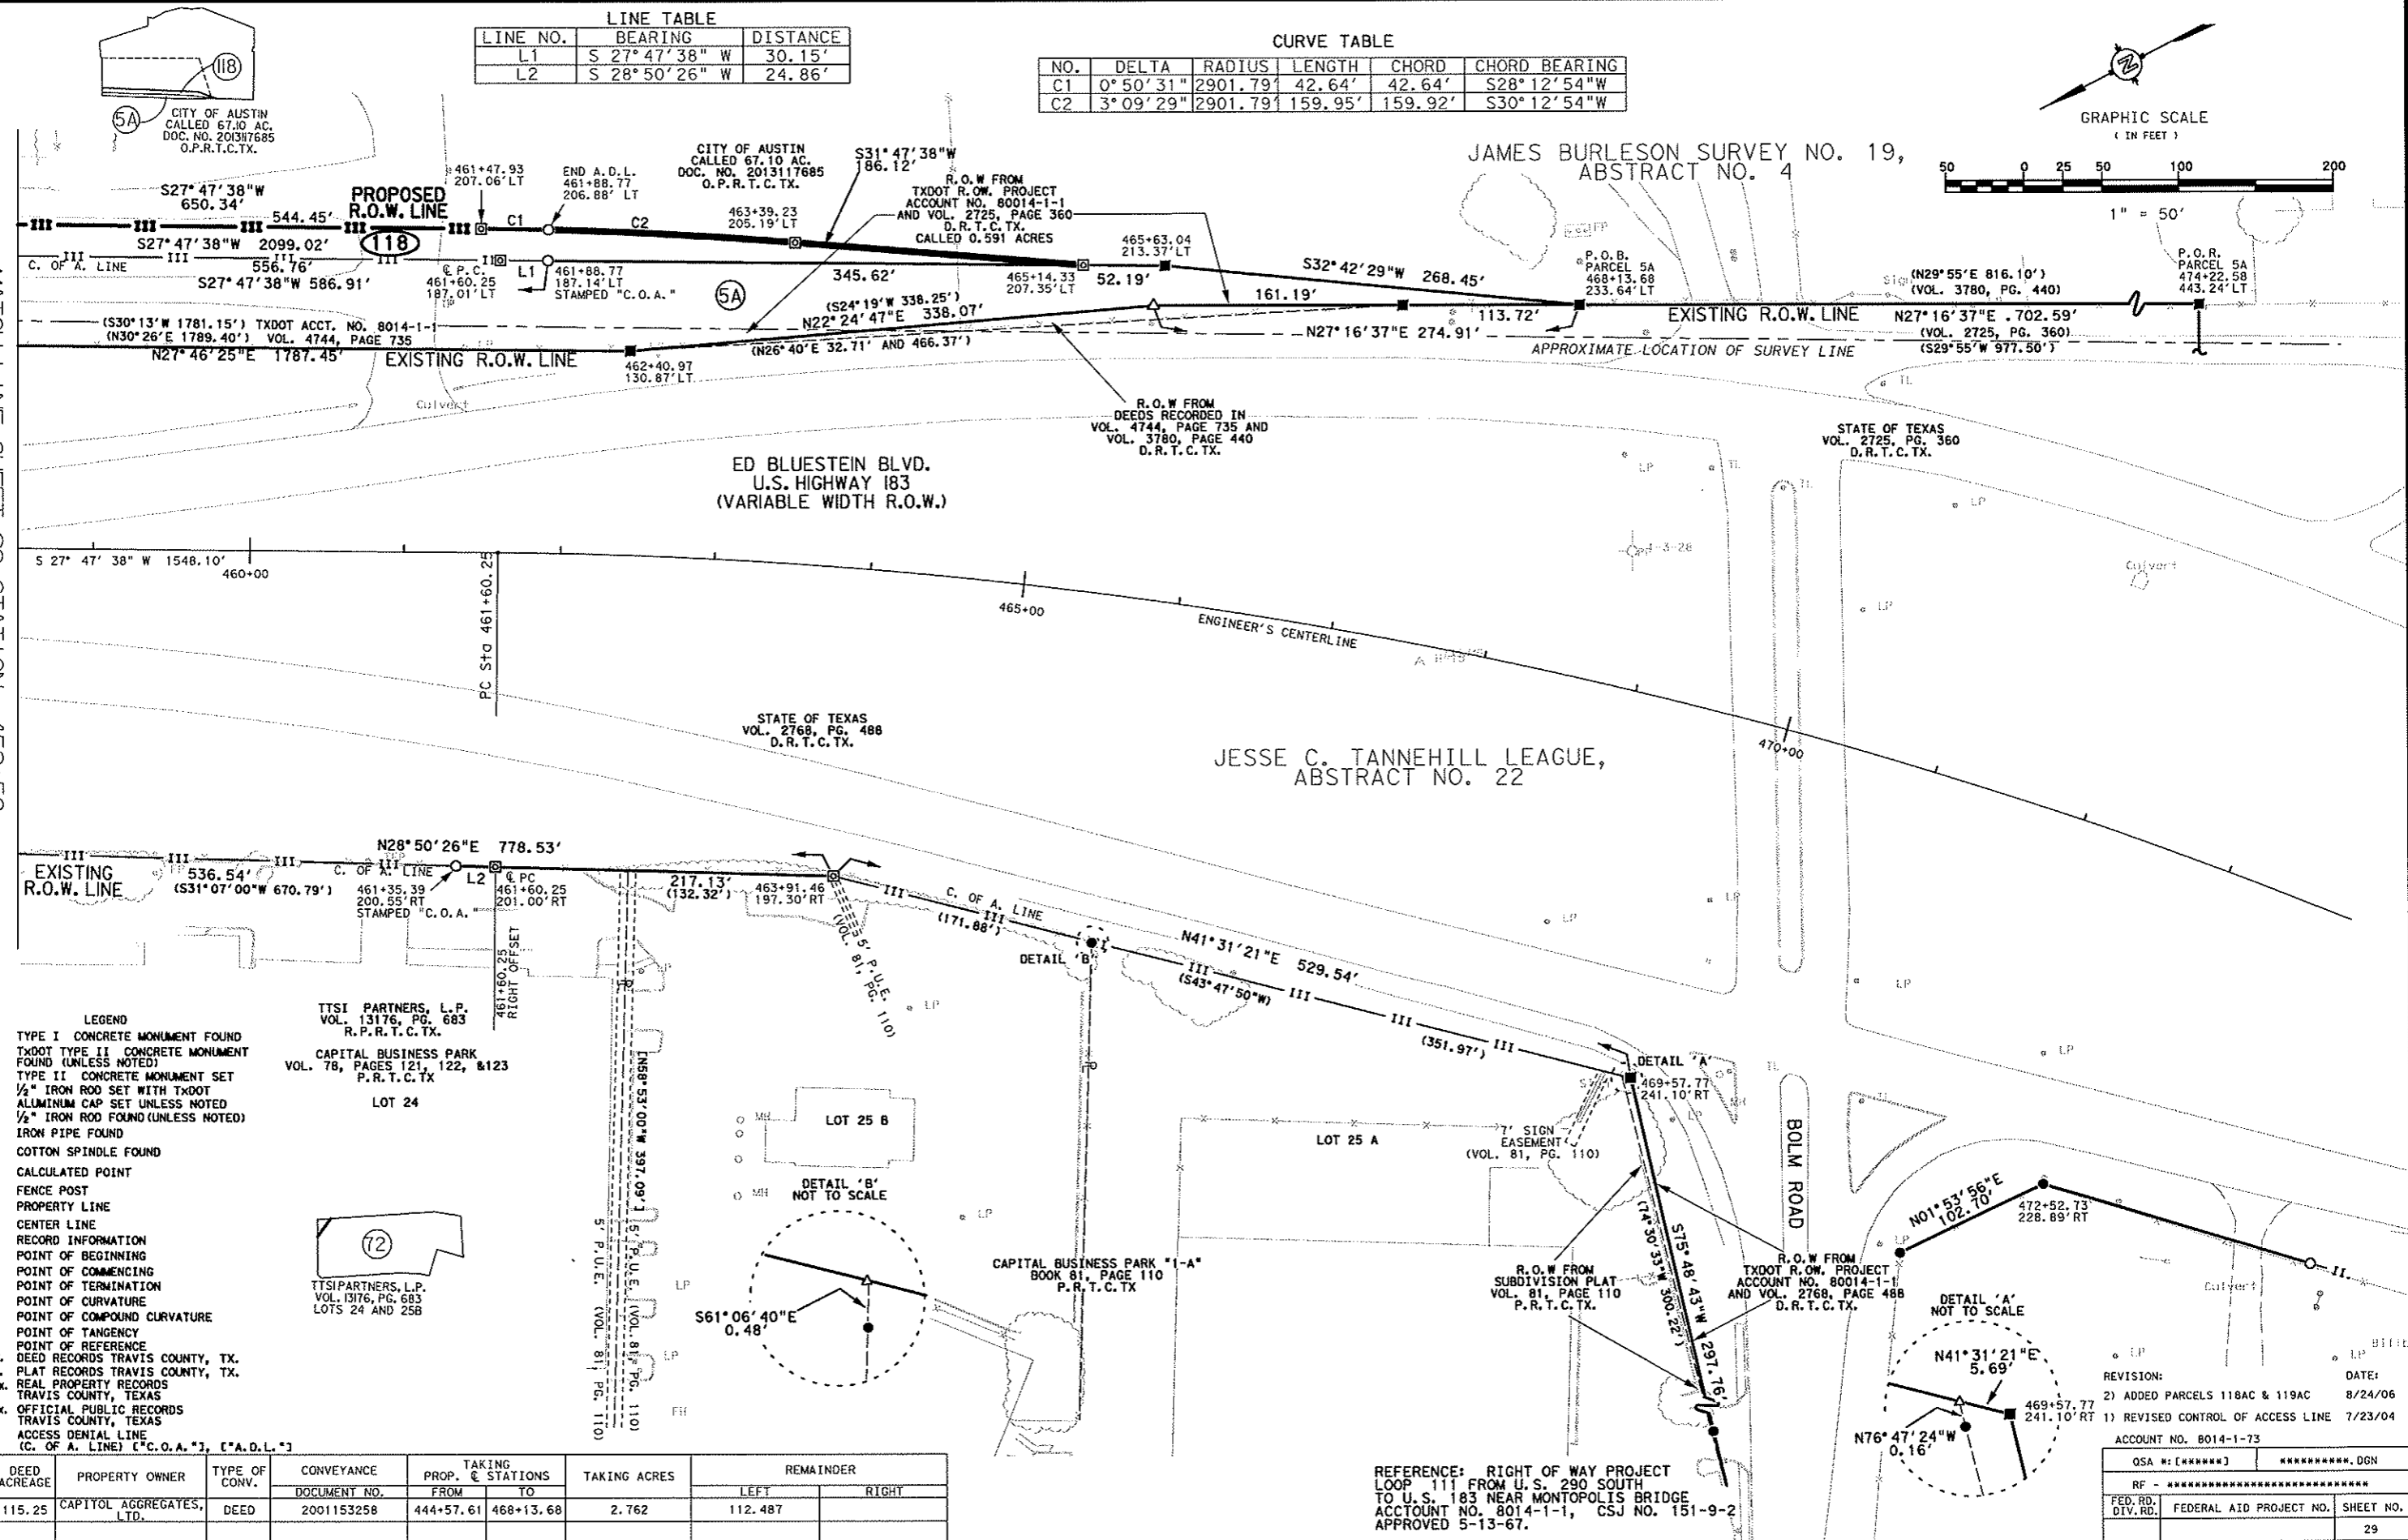 LINE TABLE
LINE NO. BEARING DISTANCE
L1 S 27°47'38" W 30.15'
L2 S 28°50'26" W 24.86'
CURVE TABLE
NO. DELTA RADIUS LENGTH CHORD CHORD BEARING
C1 0°50'31" 2901.79' 42.64' 42.64' S28°12'54"W
C2 3°09'29" 2901.79' 159.95' 159.92' S30°12'54"W
N
GRAPHIC SCALE
( IN FEET )
50 0 25 50 100 200
1" = 50'
118
5A
CITY OF AUSTIN
CALLED 67.10 AC.
DOC. NO. 2013117685
O.P.R.T.C.TX.
S27°47'38"W
650.34'
PROPOSED
R.O.W. LINE
544.45'
118
461+47.93
207.06'LT
END A.D.L.
461+88.77
206.88' LT
CITY OF AUSTIN
CALLED 67.10 AC.
DOC. NO. 2013117685
O.P.R.T.C.TX.
S31°47'38"W
186.12'
R.O.W FROM
TXDOT R.OW. PROJECT
ACCOUNT NO. 80014-1-1
AND VOL. 2725, PAGE 360
D.R.T.C.TX.
CALLED 0.591 ACRES
JAMES BURLESON SURVEY NO. 19,
ABSTRACT NO. 4
C1
C2
463+39.23
205.19'LT
465+63.04
213.37'LT
S27°47'38"W 2099.02'
C. OF A. LINE
556.76'
S27°47'38"W 586.91'
℄ P.C.
461+60.25
187.01'LT
L1
461+88.77
187.14'LT
STAMPED "C.O.A."
5A
345.62'
465+14.33
207.35'LT
52.19'
S32°42'29"W 268.45'
P.O.B.
PARCEL 5A
468+13.68
233.64'LT
Sign
(N29°55'E 816.10')
(VOL. 3780, PG. 440)
P.O.R.
PARCEL 5A
474+22.58
443.24'LT
(S24°19'W 338.25')
N22°24'47"E 338.07'
(N26°40'E 32.71' AND 466.37')
161.19'
113.72'
N27°16'37"E 274.91'
EXISTING R.O.W. LINE
N27°16'37"E .702.59'
(VOL. 2725, PG. 360)
(S29°55'W 977.50')
APPROXIMATE LOCATION OF SURVEY LINE
(S30°13'W 1781.15') TXDOT ACCT. NO. 8014-1-1
(N30°26'E 1789.40') VOL. 4744, PAGE 735
N27°46'25"E 1787.45'
EXISTING R.O.W. LINE
462+40.97
130.87'LT
Culvert
R.O.W FROM
DEEDS RECORDED IN
VOL. 4744, PAGE 735 AND
VOL. 3780, PAGE 440
D.R.T.C.TX.
TL
STATE OF TEXAS
VOL. 2725, PG. 360
D.R.T.C.TX.
ED BLUESTEIN BLVD.
U.S. HIGHWAY 183
(VARIABLE WIDTH R.O.W.)
LP
TL
TL
LP
Culvert
LP
S 27° 47' 38" W 1548.10'
460+00
PC Sta 461+60.25
465+00
ENGINEER'S CENTERLINE
470+00
STATE OF TEXAS
VOL. 2768, PG. 488
D.R.T.C.TX.
JESSE C. TANNEHILL LEAGUE,
ABSTRACT NO. 22
EXISTING
R.O.W. LINE
536.54'
(S31°07'00"W 670.79')
N28°50'26"E 778.53'
C. OF A. LINE
461+35.39
200.55'RT
STAMPED "C.O.A."
L2
℄ PC
461+60.25
201.00'RT
217.13'
(132.32')
463+91.46
197.30'RT
C. OF A. LINE
(171.88')
DETAIL 'B'
N41°31'21"E 529.54'
(S43°47'50"W)
(351.97')
5' P.U.E.
(VOL. 81, PG. 110)
461+60.25
RIGHT OFFSET
LP
LP
LP
LP
LP
LEGEND
TYPE I CONCRETE MONUMENT FOUND
TxDOT TYPE II CONCRETE MONUMENT
FOUND (UNLESS NOTED)
TYPE II CONCRETE MONUMENT SET
1/2" IRON ROD SET WITH TxDOT
ALUMINUM CAP SET UNLESS NOTED
1/2" IRON ROD FOUND(UNLESS NOTED)
IRON PIPE FOUND
COTTON SPINDLE FOUND
CALCULATED POINT
FENCE POST
PROPERTY LINE
CENTER LINE
RECORD INFORMATION
POINT OF BEGINNING
POINT OF COMMENCING
POINT OF TERMINATION
POINT OF CURVATURE
POINT OF COMPOUND CURVATURE
POINT OF TANGENCY
POINT OF REFERENCE
DEED RECORDS TRAVIS COUNTY, TX.
PLAT RECORDS TRAVIS COUNTY, TX.
REAL PROPERTY RECORDS
TRAVIS COUNTY, TEXAS
OFFICIAL PUBLIC RECORDS
TRAVIS COUNTY, TEXAS
ACCESS DENIAL LINE
(C. OF A. LINE) ["C.O.A."], ["A.D.L."]
TTSI PARTNERS, L.P.
VOL. 13176, PG. 683
R.P.R.T.C.TX.
CAPITAL BUSINESS PARK
VOL. 78, PAGES 121, 122, &123
P.R.T.C.TX
LOT 24
72
TTSI PARTNERS, L.P.
VOL. 13176, PG. 683
LOTS 24 AND 25B
[N58°53'00"W 397.09']
5' P.U.E. (VOL. 81, PG. 110)
5' P.U.E. (VOL. 81, PG. 110)
MH
MH
LOT 25 B
DETAIL 'B'
NOT TO SCALE
S61°06'40"E
0.48'
LP
LP
LP
FH
CAPITAL BUSINESS PARK "1-A"
BOOK 81, PAGE 110
P.R.T.C.TX
LOT 25 A
7' SIGN
EASEMENT
(VOL. 81, PG. 110)
DETAIL 'A'
469+57.77
241.10'RT
LP
BOLM ROAD
S75°48'43"W 297.76'
(74°30'33"W 300.22')
R.O.W FROM
SUBDIVISION PLAT
VOL. 81, PAGE 110
P.R.T.C.TX.
R.O.W FROM
TXDOT R.OW. PROJECT
ACCOUNT NO. 80014-1-1
AND VOL. 2768, PAGE 488
D.R.T.C.TX.
N01°53'56"E
102.70'
472+52.73
228.89'RT
Culvert
DETAIL 'A'
NOT TO SCALE
N41°31'21"E
5.69'
469+57.77
241.10'RT
N76°47'24"W
0.16'
REVISION: DATE:
2) ADDED PARCELS 118AC & 119AC 8/24/06
1) REVISED CONTROL OF ACCESS LINE 7/23/04
ACCOUNT NO. 8014-1-73
QSA #:[******] **********.DGN
FED.RD. DIV.RD. FEDERAL AID PROJECT NO. SHEET NO.
29
REFERENCE: RIGHT OF WAY PROJECT
LOOP 111 FROM U.S. 290 SOUTH
TO U.S. 183 NEAR MONTOPOLIS BRIDGE
ACCTOUNT NO. 8014-1-1, CSJ NO. 151-9-2
APPROVED 5-13-67.
DEED ACREAGE PROPERTY OWNER TYPE OF CONV. CONVEYANCE DOCUMENT NO. TAKING PROP. ℄ STATIONS FROM TO TAKING ACRES REMAINDER LEFT RIGHT
115.25 CAPITOL AGGREGATES, LTD. DEED 2001153258 444+57.61 468+13.68 2.762 112.487